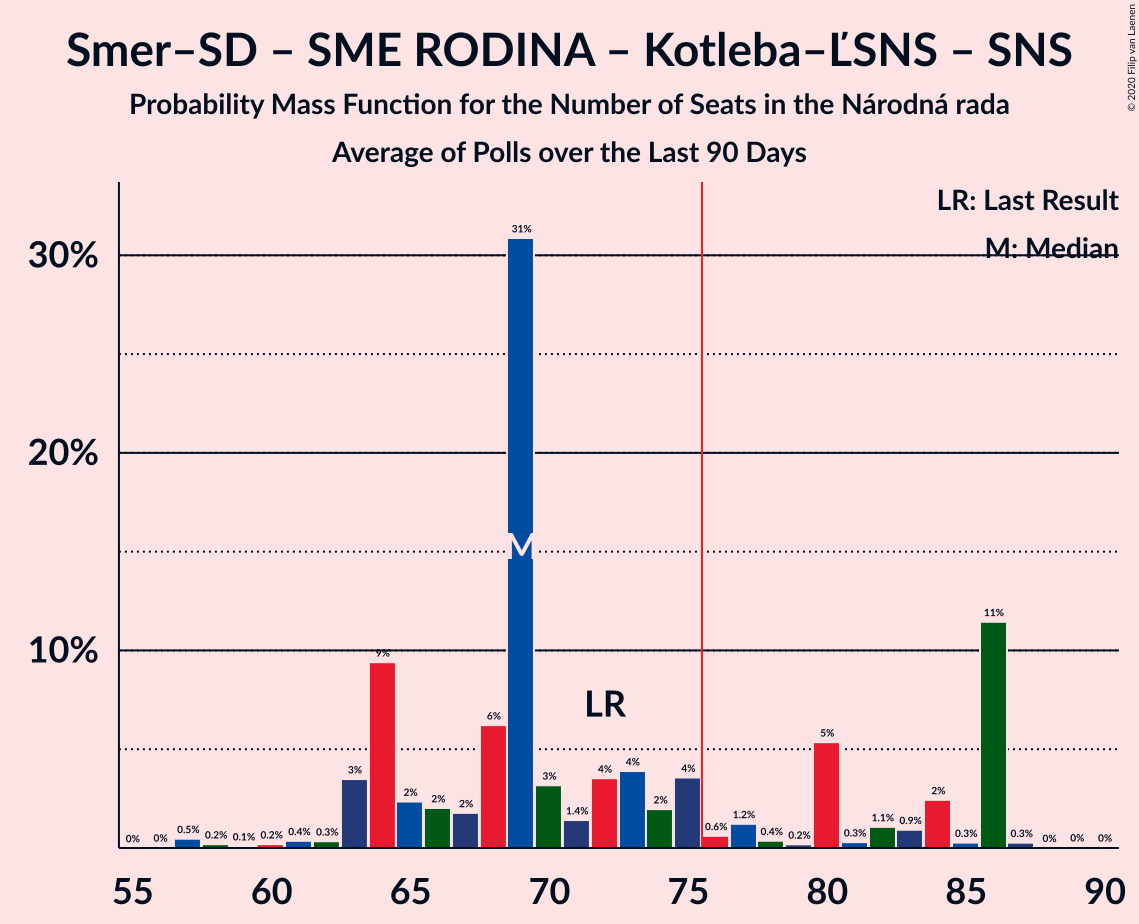 Smer–SD – SME RODINA – Kotleba–ĽSNS – SNS
Probability Mass Function for the Number of Seats in the Národná rada
Average of Polls over the Last 90 Days
© 2020 Filip van Laenen
LR: Last Result
M: Median
30%
20%
10%
0% 0% 0.5% 0.2% 0.1% 0.2% 0.4% 0.3% 3% 9% 2% 2% 2% 6% 31% 3% 1.4% 4% 4% 2% 4% 0.6% 1.2% 0.4% 0.2% 5% 0.3% 1.1% 0.9% 2% 0.3% 11% 0.3% 0% 0% 0%
M
LR
55 60 65 70 75 80 85 90